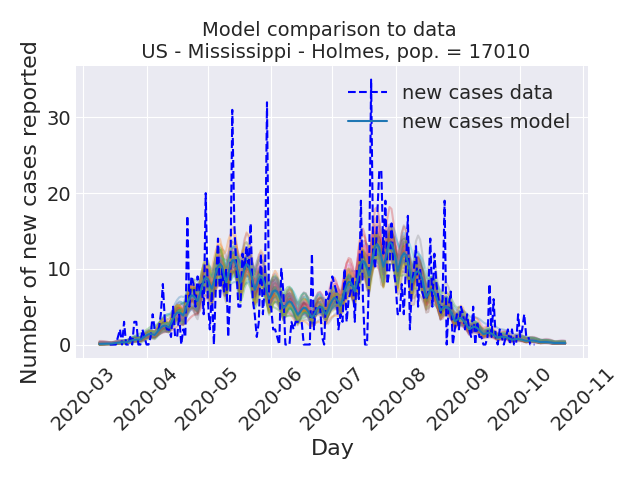 Model comparison to data
US - Mississippi - Holmes, pop. = 17010
Number of new cases reported
30
20
10
0
new cases data
new cases model
2020-03
2020-04
2020-05
2020-06
2020-07
2020-08
2020-09
2020-10
2020-11
Day